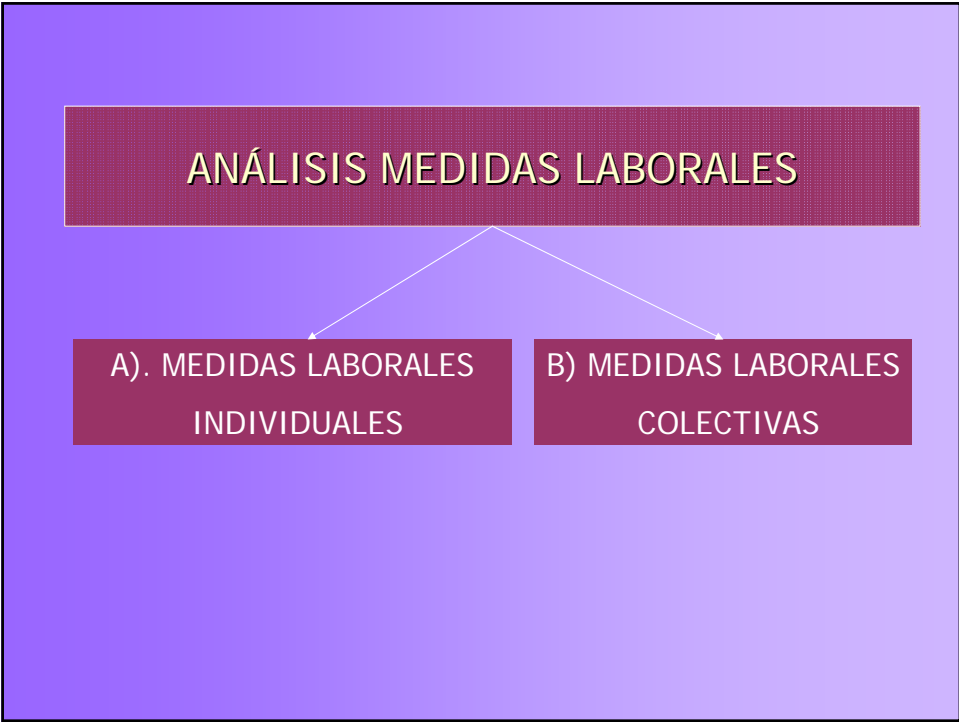 ANÁLISIS MEDIDAS LABORALES
A). MEDIDAS LABORALES
INDIVIDUALES
B) MEDIDAS LABORALES
COLECTIVAS